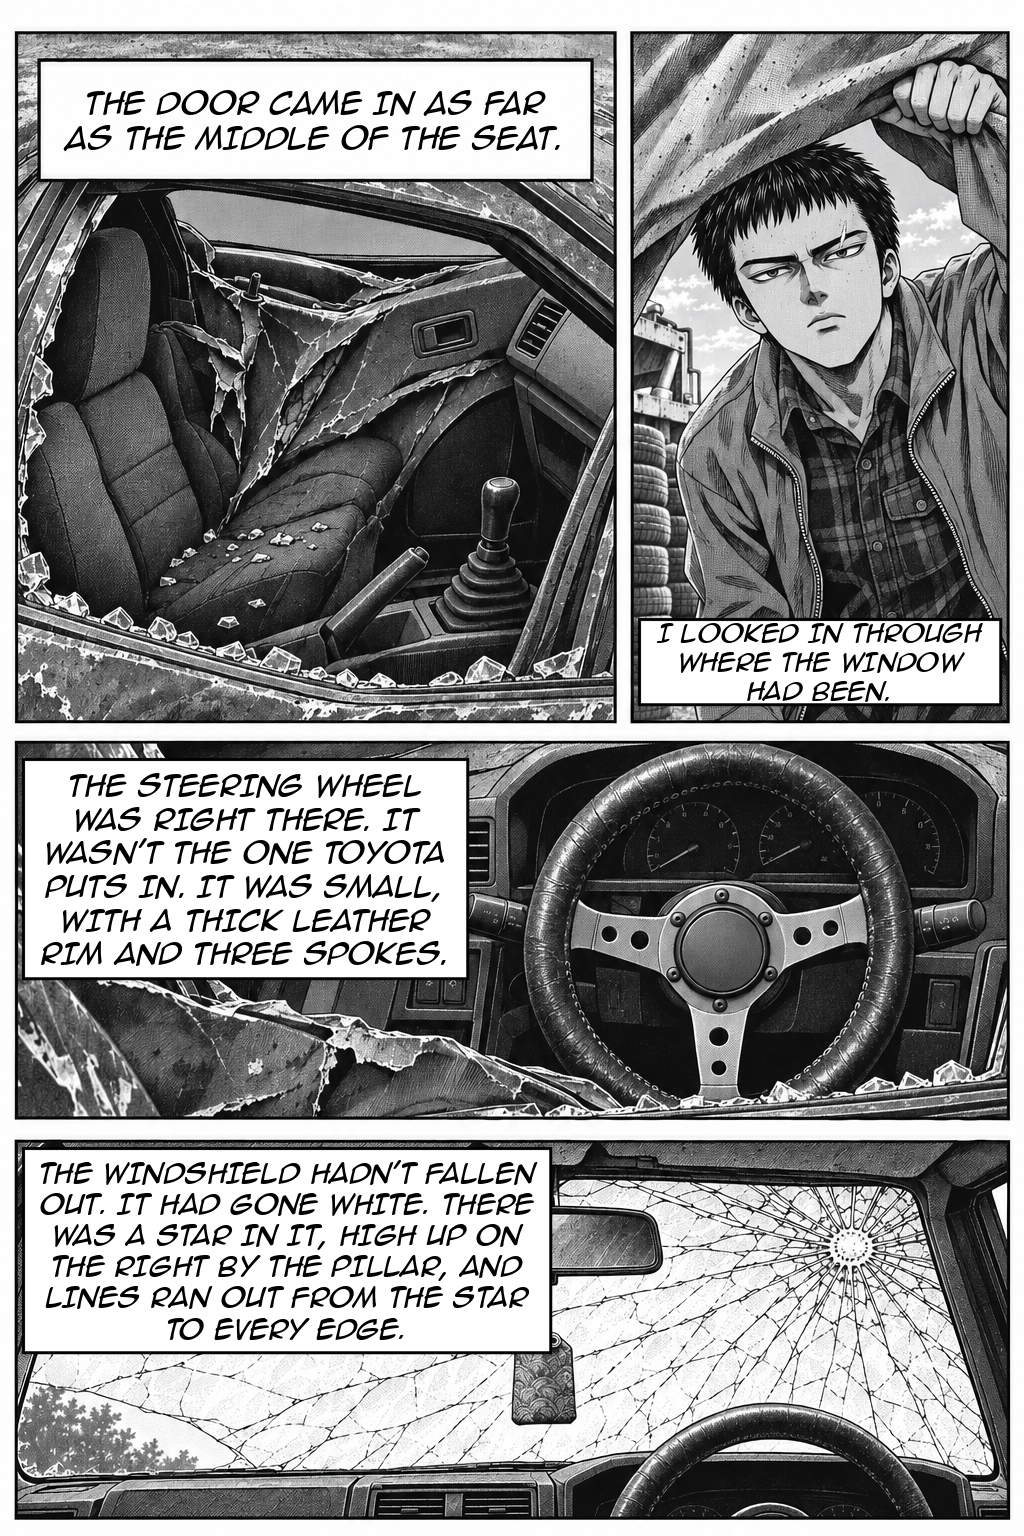 THE DOOR CAME IN AS FAR
AS THE MIDDLE OF THE SEAT.
I LOOKED IN THROUGH
WHERE THE WINDOW
HAD BEEN.
THE STEERING WHEEL
WAS RIGHT THERE. IT
WASN'T THE ONE TOYOTA
PUTS IN. IT WAS SMALL,
WITH A THICK LEATHER
RIM AND THREE SPOKES.
THE WINDSHIELD HADN'T FALLEN
OUT. IT HAD GONE WHITE. THERE
WAS A STAR IN IT, HIGH UP ON
THE RIGHT BY THE PILLAR, AND
LINES RAN OUT FROM THE STAR
TO EVERY EDGE.